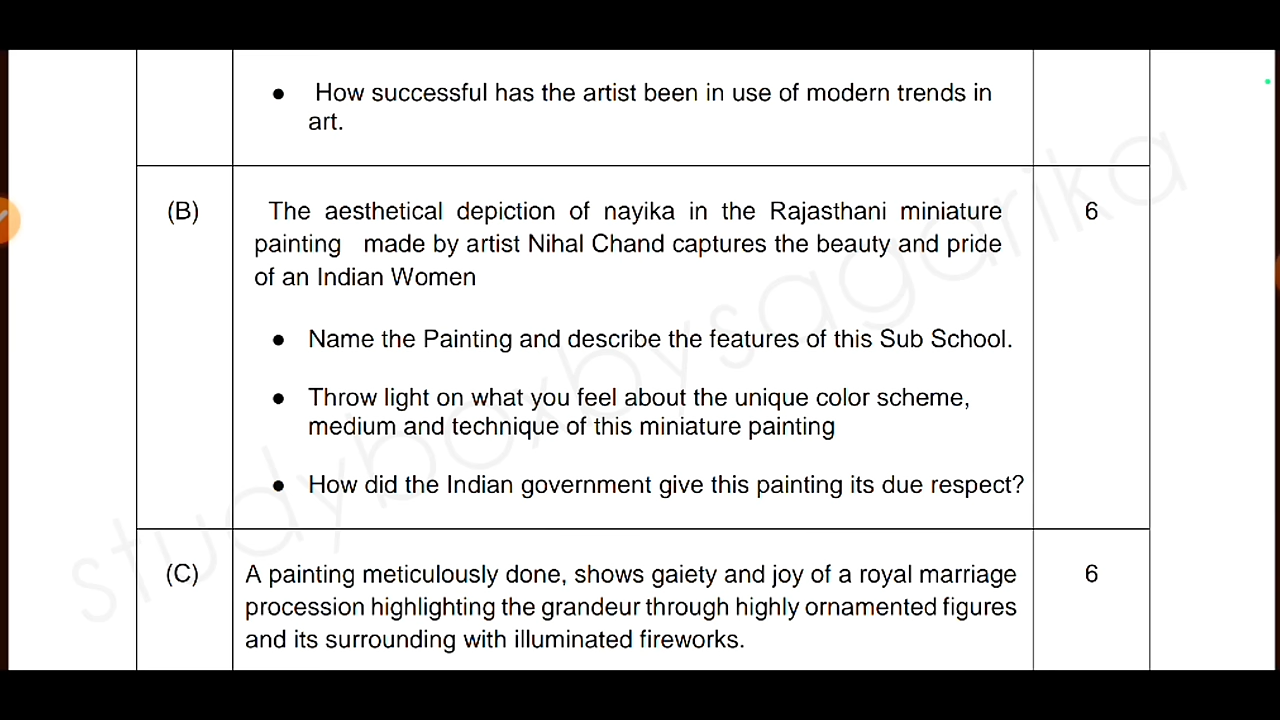 ● How successful has the artist been in use of modern trends in
art.
(B) The aesthetical depiction of nayika in the Rajasthani miniature 6
painting made by artist Nihal Chand captures the beauty and pride
of an Indian Women
● Name the Painting and describe the features of this Sub School.
● Throw light on what you feel about the unique color scheme,
medium and technique of this miniature painting
● How did the Indian government give this painting its due respect?
(C) A painting meticulously done, shows gaiety and joy of a royal marriage 6
procession highlighting the grandeur through highly ornamented figures
and its surrounding with illuminated fireworks.
studyboxbysagarika